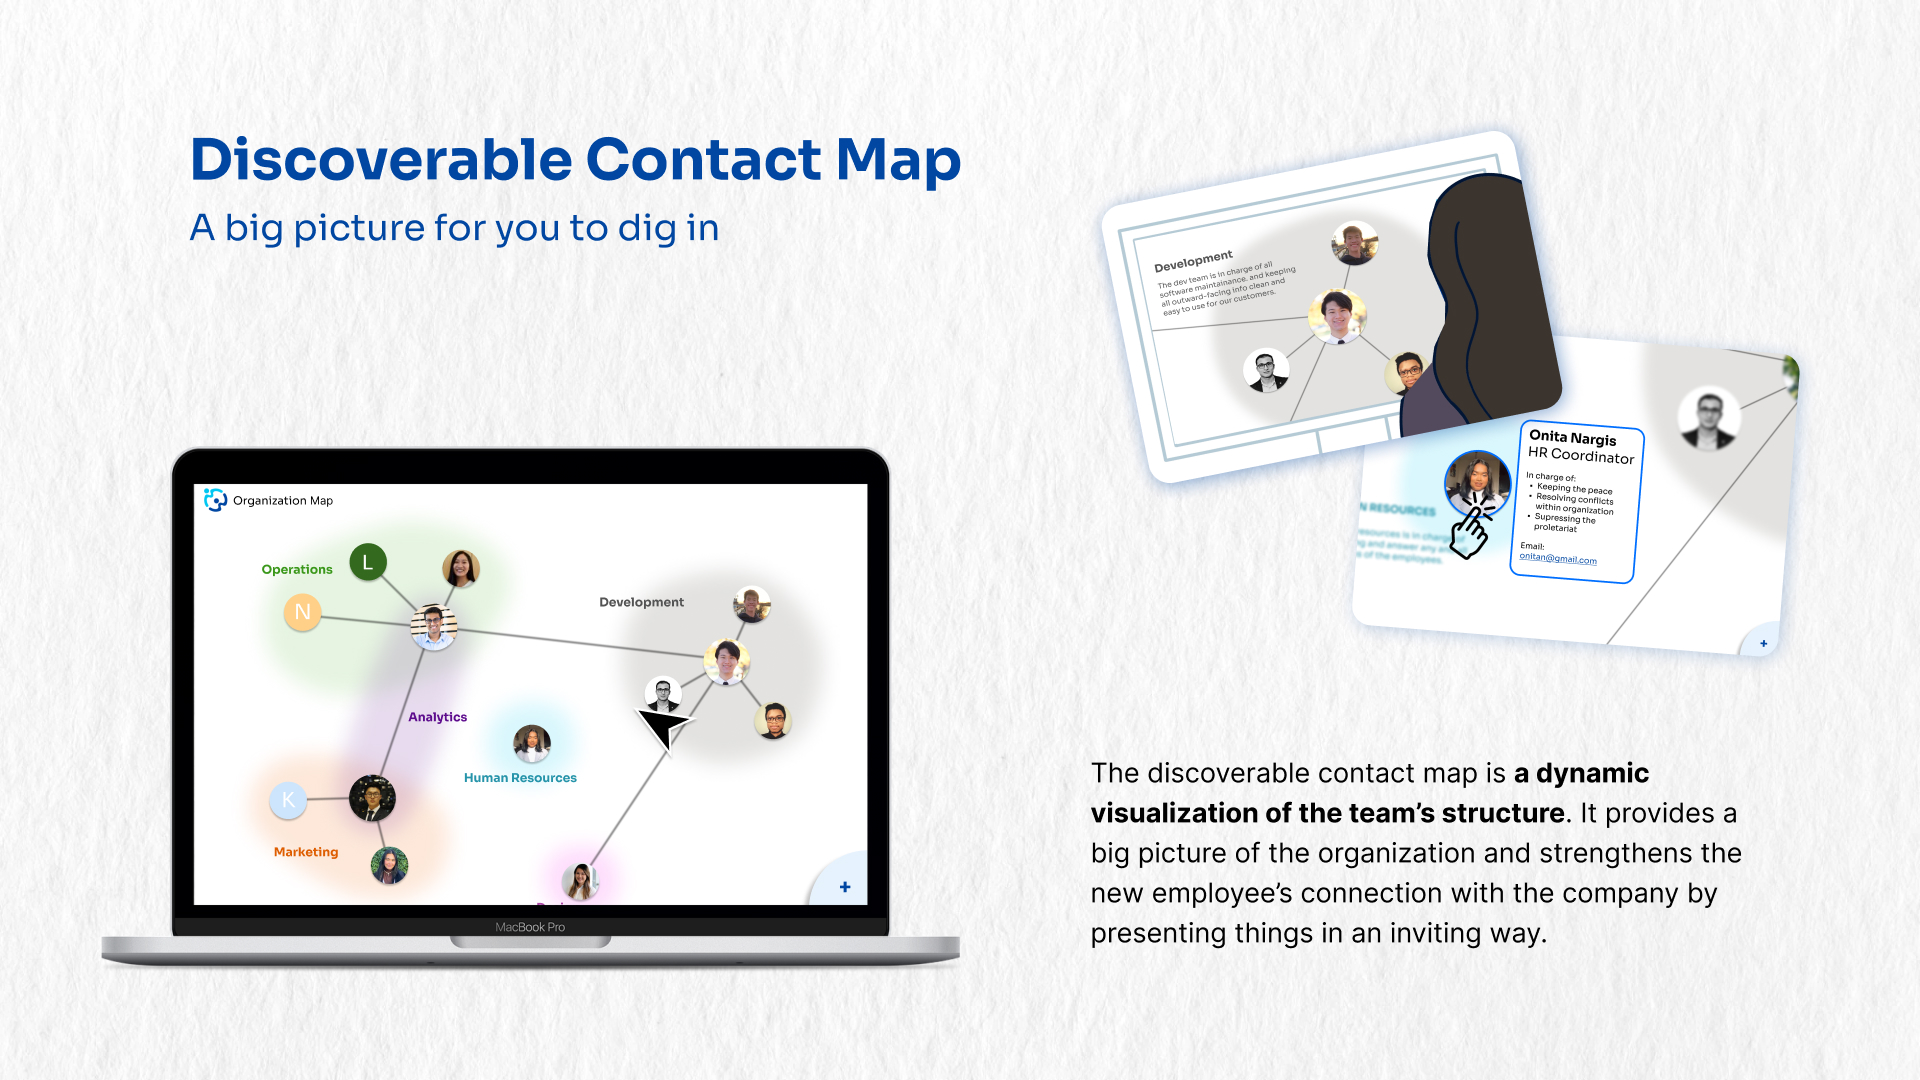 Discoverable Contact Map
A big picture for you to dig in
Organization Map
Operations
L
N
Development
Analytics
Human Resources
K
Marketing
+
MacBook Pro
Development
The dev team is in charge of all
software maintainance, and keeping
all outward-facing info clean and
easy to use for our customers.
Onita Nargis
HR Coordinator
In charge of:
• Keeping the peace
• Resolving conflicts
within organization
• Supressing the
proletariat
Email:
onitan@gmail.com
N RESOURCES
+
The discoverable contact map is a dynamic
visualization of the team’s structure. It provides a
big picture of the organization and strengthens the
new employee’s connection with the company by
presenting things in an inviting way.